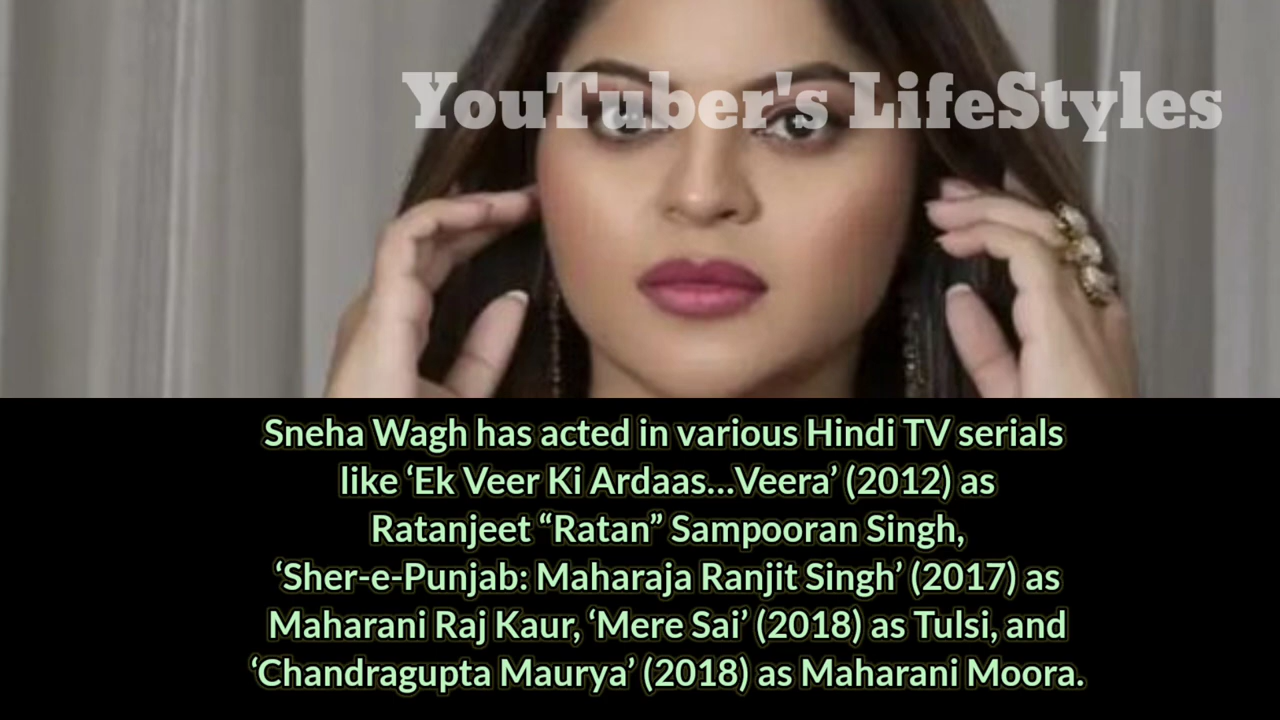 YouTuber's LifeStyles
Sneha Wagh has acted in various Hindi TV serials
like ‘Ek Veer Ki Ardaas...Veera’ (2012) as
Ratanjeet “Ratan” Sampooran Singh,
‘Sher-e-Punjab: Maharaja Ranjit Singh’ (2017) as
Maharani Raj Kaur, ‘Mere Sai’ (2018) as Tulsi, and
‘Chandragupta Maurya’ (2018) as Maharani Moora.